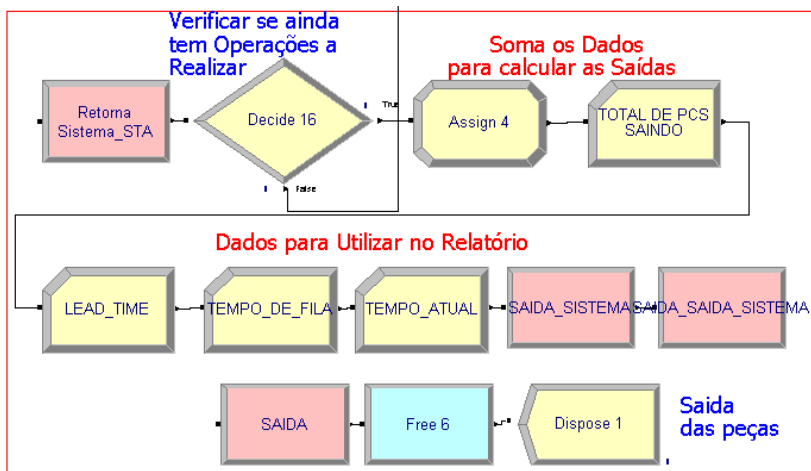 Verificar se ainda
tem Operações a
Realizar
Soma os Dados
para calcular as Saídas
Retorna
Sistema_STA
Decide 16
True
False
Assign 4
TOTAL DE PCS
SAINDO
Dados para Utilizar no Relatório
LEAD_TIME
TEMPO_DE_FILA
TEMPO_ATUAL
SAIDA_SISTEMA
SAIDA_SAIDA_SISTEMA
SAIDA
Free 6
Dispose 1
Saida
das peças